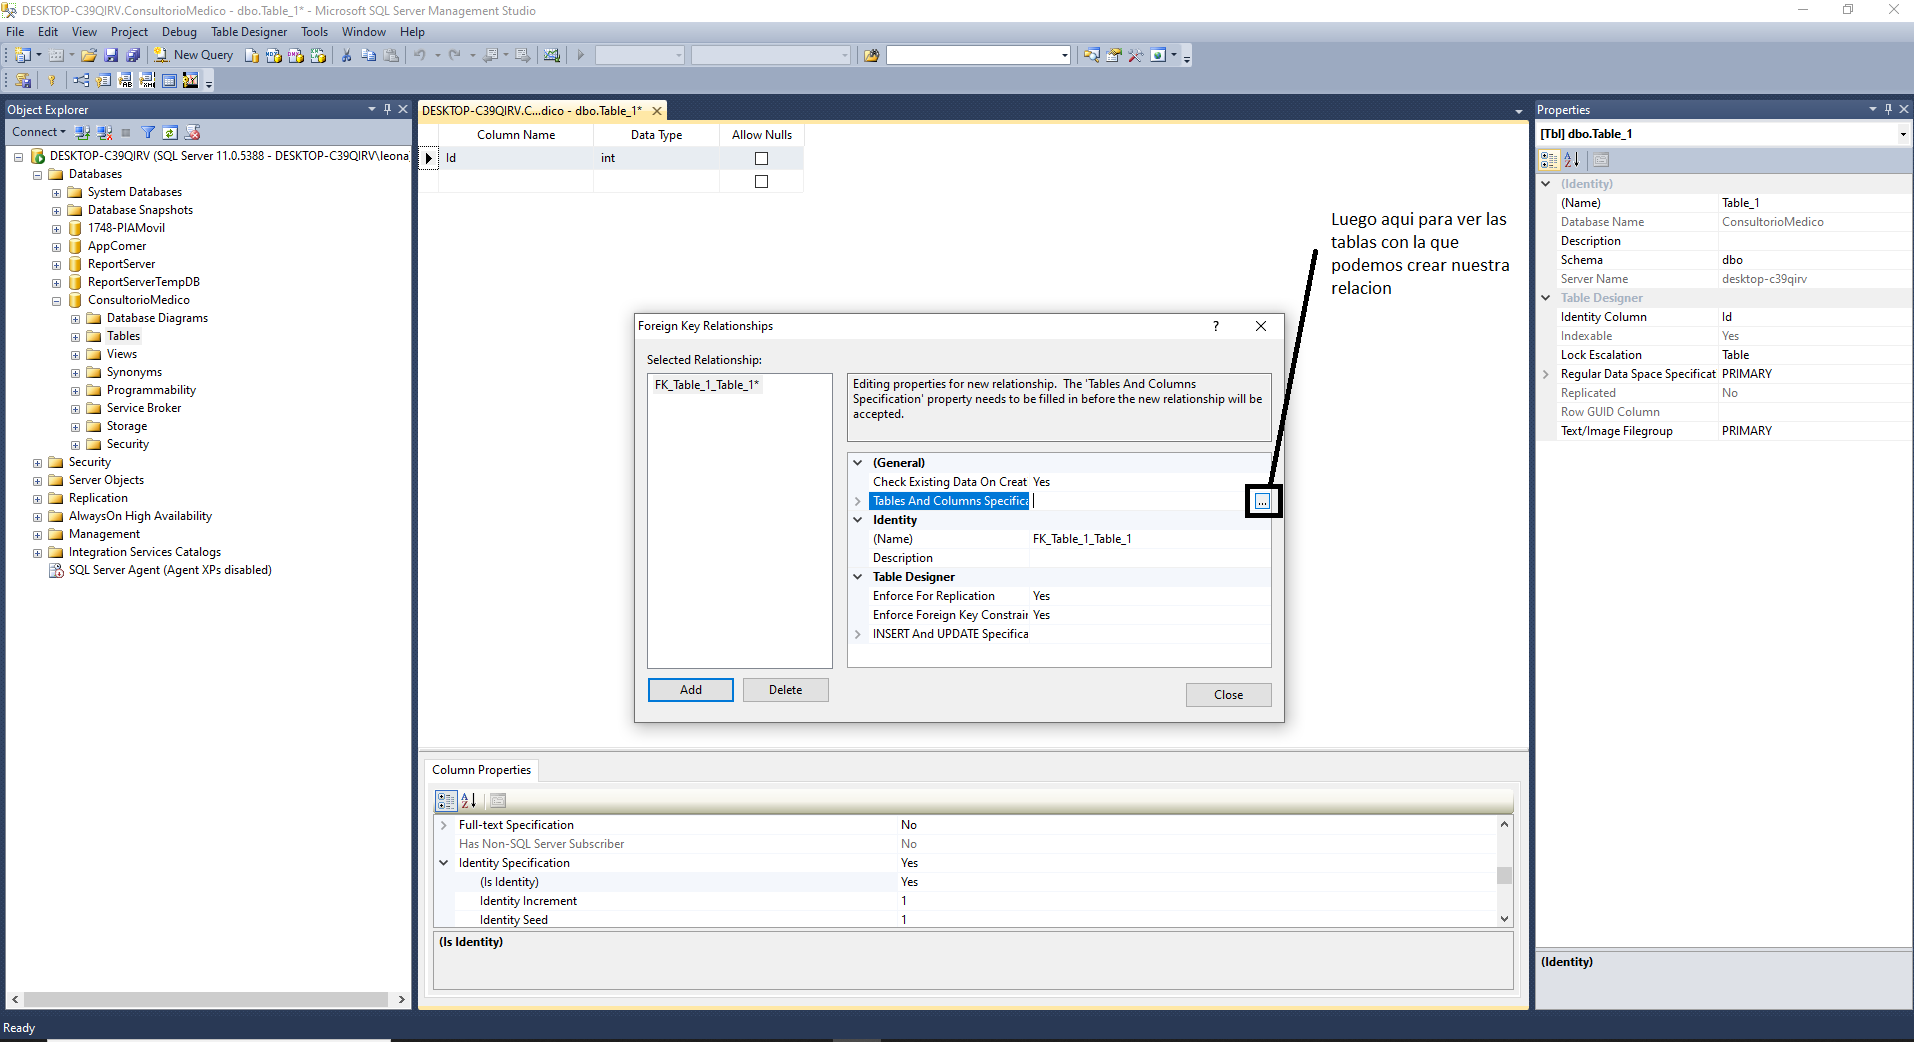 DESKTOP-C39QIRV.ConsultorioMedico - dbo.Table_1* - Microsoft SQL Server Management Studio
File Edit View Project Debug Table Designer Tools Window Help
New Query
Object Explorer
Connect
DESKTOP-C39QIRV (SQL Server 11.0.5388 - DESKTOP-C39QIRV\leona
Databases
System Databases
Database Snapshots
1748-PIAMovil
AppComer
ReportServer
ReportServerTempDB
ConsultorioMedico
Database Diagrams
Tables
Views
Synonyms
Programmability
Service Broker
Storage
Security
Security
Server Objects
Replication
AlwaysOn High Availability
Management
Integration Services Catalogs
SQL Server Agent (Agent XPs disabled)
DESKTOP-C39QIRV.C...dico - dbo.Table_1*
Column Name Data Type Allow Nulls
Id int
Luego aqui para ver las
tablas con la que
podemos crear nuestra
relacion
Foreign Key Relationships ?
Selected Relationship:
FK_Table_1_Table_1*
Editing properties for new relationship. The 'Tables And Columns
Specification' property needs to be filled in before the new relationship will be
accepted.
(General)
Check Existing Data On Creat Yes
Tables And Columns Specifica ...
Identity
(Name) FK_Table_1_Table_1
Description
Table Designer
Enforce For Replication Yes
Enforce Foreign Key Constrair Yes
INSERT And UPDATE Specifica
Add Delete Close
Column Properties
Full-text Specification No
Has Non-SQL Server Subscriber No
Identity Specification Yes
(Is Identity) Yes
Identity Increment 1
Identity Seed 1
(Is Identity)
Properties
[Tbl] dbo.Table_1
(Identity)
(Name) Table_1
Database Name ConsultorioMedico
Description
Schema dbo
Server Name desktop-c39qirv
Table Designer
Identity Column Id
Indexable Yes
Lock Escalation Table
Regular Data Space Specificat PRIMARY
Replicated No
Row GUID Column
Text/Image Filegroup PRIMARY
(Identity)
Ready